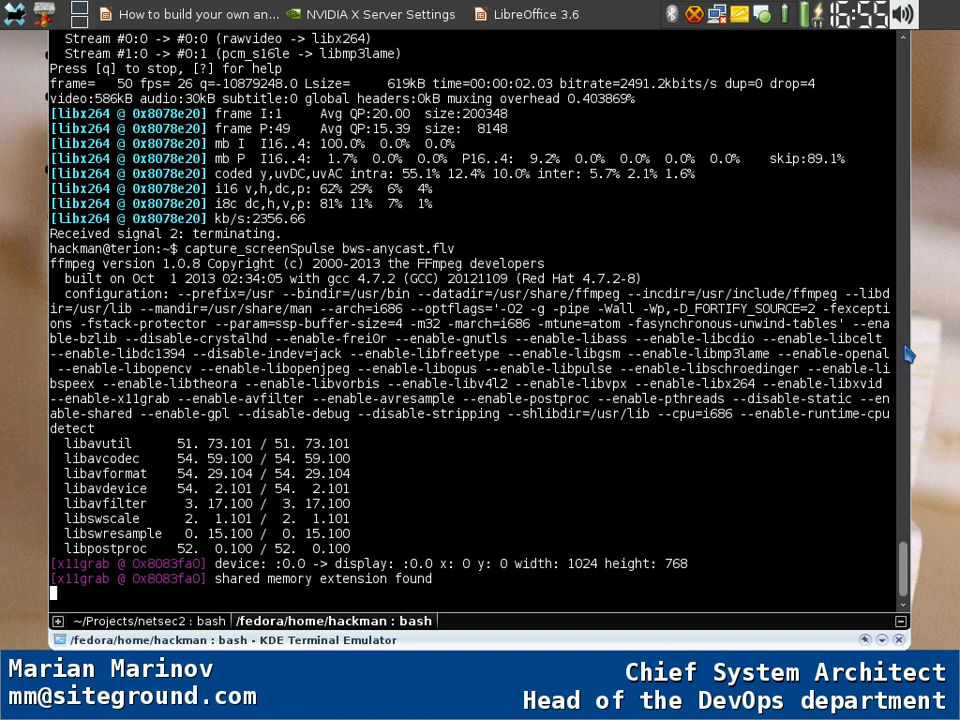 How to build your own an... NVIDIA X Server Settings LibreOffice 3.6 16:55
Stream #0:0 -> #0:0 (rawvideo -> libx264)
Stream #1:0 -> #0:1 (pcm_s16le -> libmp3lame)
Press [q] to stop, [?] for help
frame=   50 fps= 26 q=-10879248.0 Lsize=     619kB time=00:00:02.03 bitrate=2491.2kbits/s dup=0 drop=4
video:586kB audio:30kB subtitle:0 global headers:0kB muxing overhead 0.403869%
[libx264 @ 0x8078e20] frame I:1     Avg QP:20.00  size:200348
[libx264 @ 0x8078e20] frame P:49    Avg QP:15.39  size:  8148
[libx264 @ 0x8078e20] mb I  I16..4: 100.0%  0.0%  0.0%
[libx264 @ 0x8078e20] mb P  I16..4:  1.7%  0.0%  0.0%  P16..4:  9.2%  0.0%  0.0%  0.0%  0.0%    skip:89.1%
[libx264 @ 0x8078e20] coded y,uvDC,uvAC intra: 55.1% 12.4% 10.0% inter: 5.7% 2.1% 1.6%
[libx264 @ 0x8078e20] i16 v,h,dc,p: 62% 29%  6%  4%
[libx264 @ 0x8078e20] i8c dc,h,v,p: 81% 11%  7%  1%
[libx264 @ 0x8078e20] kb/s:2356.66
Received signal 2: terminating.
hackman@terion:~$ capture_screenSpulse bws-anycast.flv
ffmpeg version 1.0.8 Copyright (c) 2000-2013 the FFmpeg developers
built on Oct  1 2013 02:34:05 with gcc 4.7.2 (GCC) 20121109 (Red Hat 4.7.2-8)
configuration: --prefix=/usr --bindir=/usr/bin --datadir=/usr/share/ffmpeg --incdir=/usr/include/ffmpeg --libd
ir=/usr/lib --mandir=/usr/share/man --arch=i686 --optflags='-O2 -g -pipe -Wall -Wp,-D_FORTIFY_SOURCE=2 -fexcepti
ons -fstack-protector --param=ssp-buffer-size=4 -m32 -march=i686 -mtune=atom -fasynchronous-unwind-tables' --ena
ble-bzlib --disable-crystalhd --enable-frei0r --enable-gnutls --enable-libass --enable-libcdio --enable-libcelt
--enable-libdc1394 --disable-indev=jack --enable-libfreetype --enable-libgsm --enable-libmp3lame --enable-openal
--enable-libopencv --enable-libopenjpeg --enable-libopus --enable-libpulse --enable-libschroedinger --enable-li
bspeex --enable-libtheora --enable-libvorbis --enable-libv4l2 --enable-libvpx --enable-libx264 --enable-libxvid
--enable-x11grab --enable-avfilter --enable-avresample --enable-postproc --enable-pthreads --disable-static --en
able-shared --enable-gpl --disable-debug --disable-stripping --shlibdir=/usr/lib --cpu=i686 --enable-runtime-cpu
detect
libavutil      51. 73.101 / 51. 73.101
libavcodec     54. 59.100 / 54. 59.100
libavformat    54. 29.104 / 54. 29.104
libavdevice    54.  2.101 / 54.  2.101
libavfilter     3. 17.100 /  3. 17.100
libswscale      2.  1.101 /  2.  1.101
libswresample   0. 15.100 /  0. 15.100
libpostproc    52.  0.100 / 52.  0.100
[x11grab @ 0x8083fa0] device: :0.0 -> display: :0.0 x: 0 y: 0 width: 1024 height: 768
[x11grab @ 0x8083fa0] shared memory extension found
~/Projects/netsec2 : bash /fedora/home/hackman : bash
/fedora/home/hackman : bash - KDE Terminal Emulator
Marian Marinov
mm@siteground.com
Chief System Architect
Head of the DevOps department